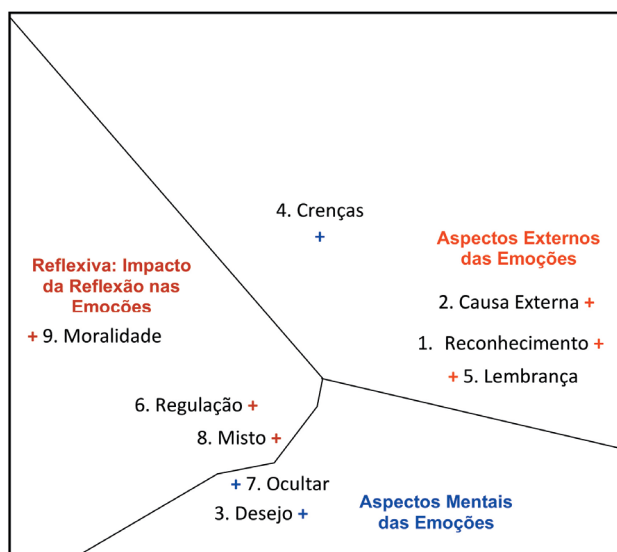 4. Crenças
+
Aspectos Externos
das Emoções
2. Causa Externa +
1. Reconhecimento +
+ 5. Lembrança
Reflexiva: Impacto
da Reflexão nas
Emocões
+ 9. Moralidade
6. Regulação +
8. Misto +
+ 7. Ocultar
3. Desejo +
Aspectos Mentais
das Emoções